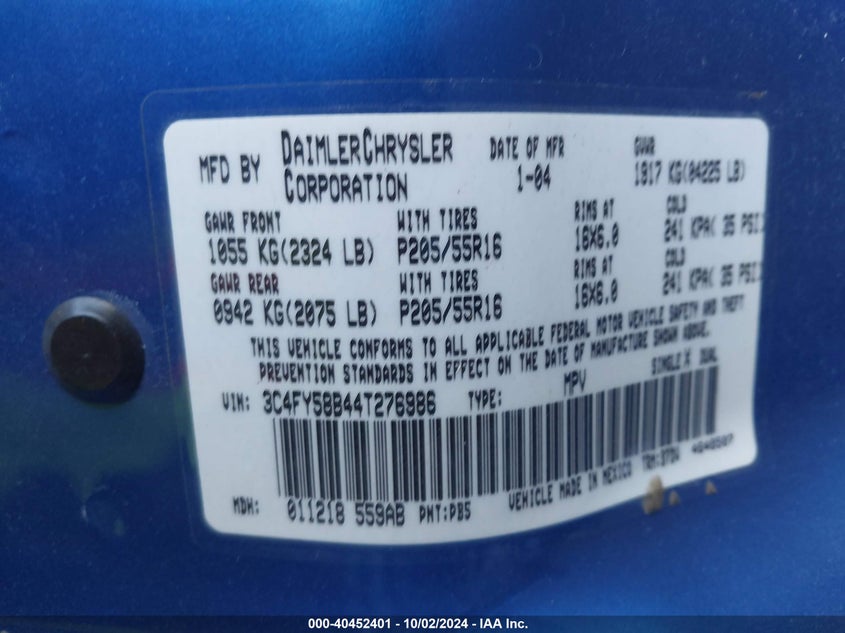 MFD BY DAIMLERCHRYSLER CORPORATION DATE OF MFR 1-04 GVWR 1917 KG(04225 LB)
GAWR FRONT WITH TIRES RIMS AT COLD
1055 KG(2324 LB) P205/55R16 16X6.0 241 KPA( 35 PSI)
GAWR REAR WITH TIRES RIMS AT COLD
0942 KG(2075 LB) P205/55R16 16X6.0 241 KPA( 35 PSI)
THIS VEHICLE CONFORMS TO ALL APPLICABLE FEDERAL MOTOR VEHICLE SAFETY AND THEFT
PREVENTION STANDARDS IN EFFECT ON THE DATE OF MANUFACTURE SHOWN ABOVE.
VIN: 3C4FY58B44T276986 TYPE: MPV SINGLE X DUAL
MDH: 011218 559AB PNT:PB5 VEHICLE MADE IN MEXICO
000-40452401 - 10/02/2024 - IAA Inc.